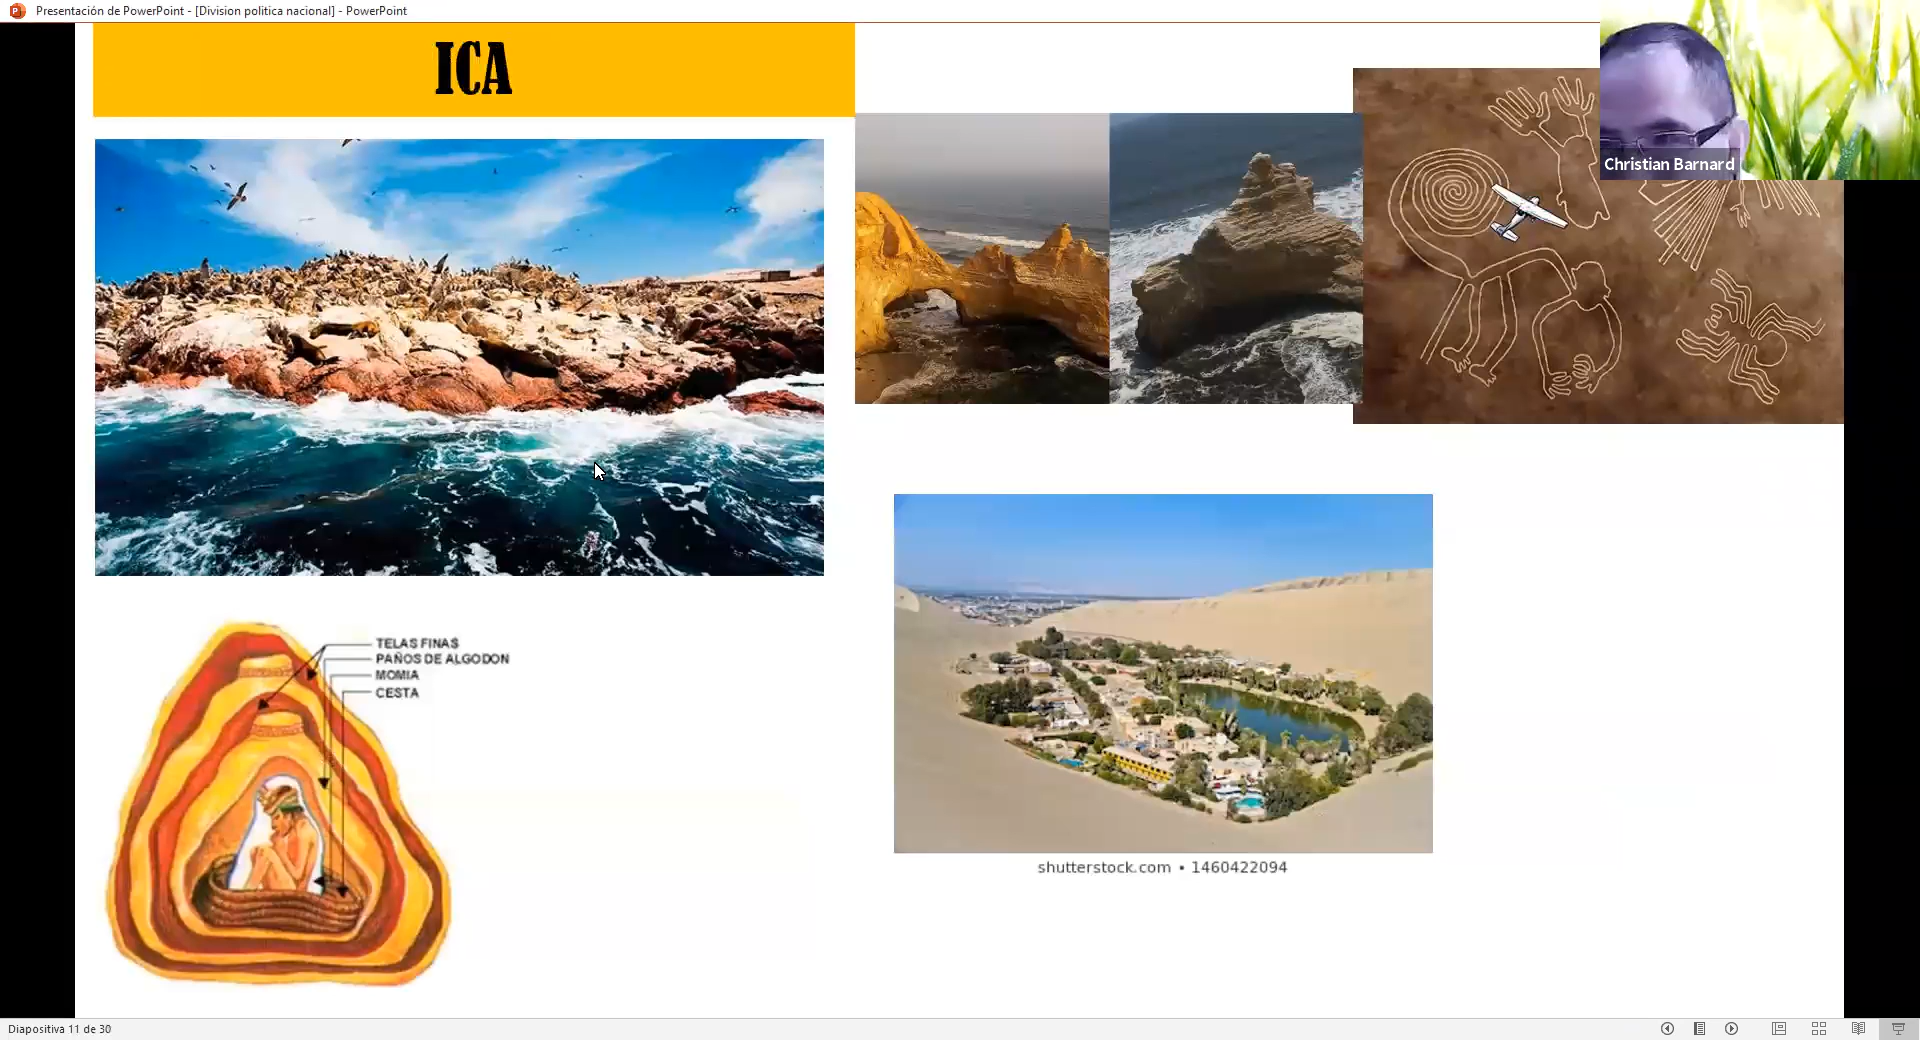 Presentación de PowerPoint - [Division politica nacional] - PowerPoint
ICA
Christian Barnard
TELAS FINAS
PAÑOS DE ALGODON
MOMIA
CESTA
shutterstock.com • 1460422094
Diapositiva 11 de 30